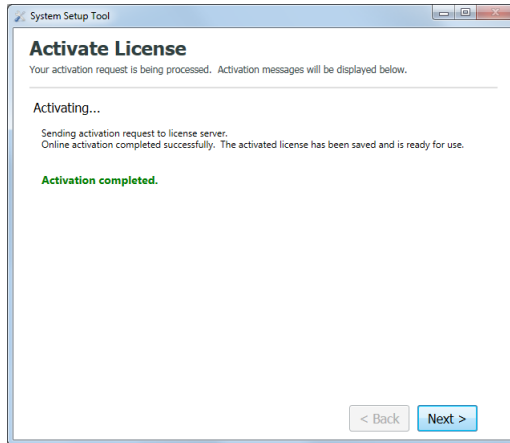 System Setup Tool
Activate License
Your activation request is being processed.  Activation messages will be displayed below.
Activating...
Sending activation request to license server.
Online activation completed successfully.  The activated license has been saved and is ready for use.
Activation completed.
< Back
Next >